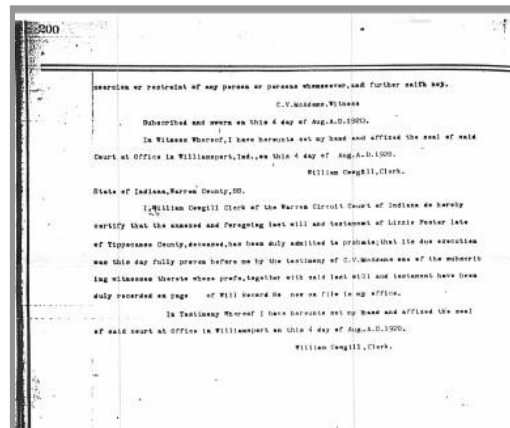 200
coercion or restraint of any person or persons whomsoever,and further saith not.
C.V.McAdams.Witness
Subscribed and sworn on this 4 day of Aug.A.D.1920.
In Witness Whereof,I have hereunto set my hand and affixed the seal of said
Court at Office in Williamsport,Ind.,on this 4 day of Aug.A.D.1920.
William Cowgill,Clerk.
State of Indiana,Warren County,SS.
I,William Cowgill Clerk of the Warren Circuit Court of Indiana do hereby
certify that the annexed and foregoing last will and testament of Lizzie Foster late
of Tippecanoe County,deceased,has been duly admitted to probate;that its due execution
was this day fully proven before me by the testimony of C.V.McAdams one of the subscrib
ing witnesses thereto whose proofs,together with said last will and testament have been
duly recorded on page of Will Record No now on file in my office.
In Testimony Whereof I have hereunto set my hand and affixed the seal
of said court at Office in Williamsport on this 4 day of Aug.A.D.1920.
William Cowgill,Clerk.